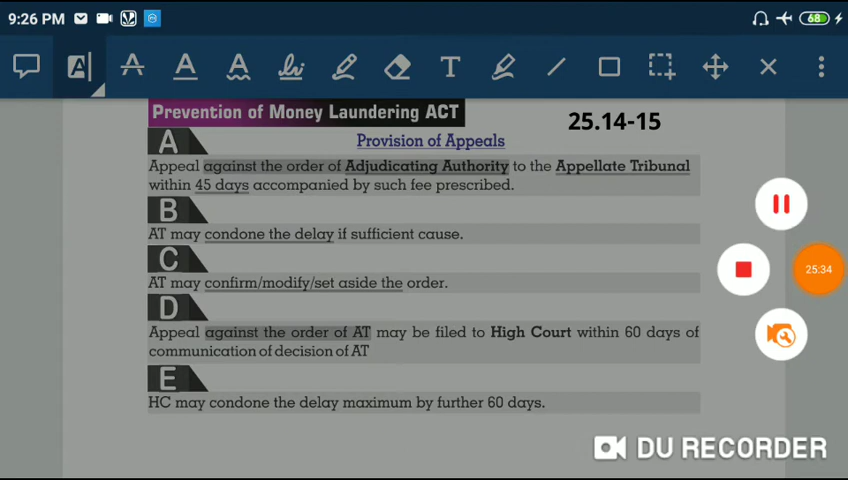 9:26 PM
68
A
A
A
A
T
Prevention of Money Laundering ACT
25.14-15
A
Provision of Appeals
Appeal against the order of Adjudicating Authority to the Appellate Tribunal
within 45 days accompanied by such fee prescribed.
B
AT may condone the delay if sufficient cause.
C
AT may confirm/modify/set aside the order.
D
Appeal against the order of AT may be filed to High Court within 60 days of
communication of decision of AT
E
HC may condone the delay maximum by further 60 days.
25:34
DU RECORDER